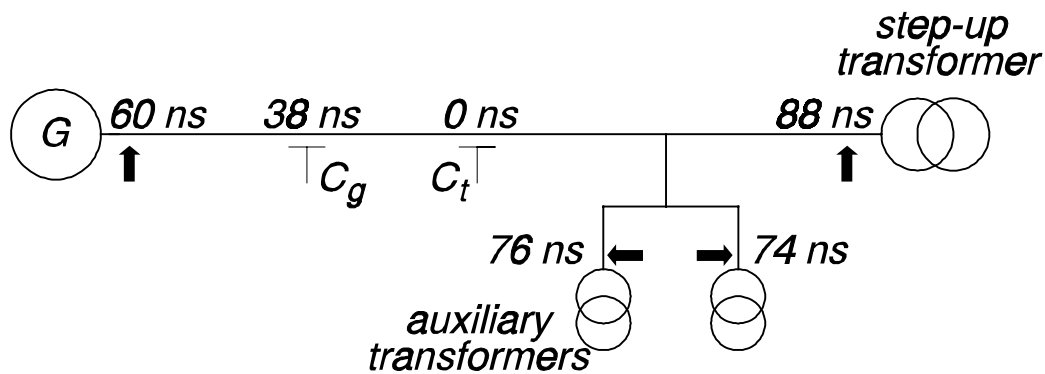 step-up
transformer
G 60 ns 38 ns 0 ns 88 ns
Cg Ct
76 ns 74 ns
auxiliary
transformers